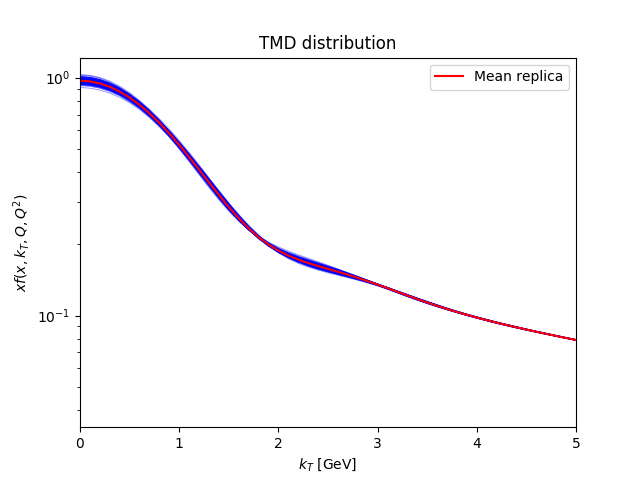 TMD distribution
Mean replica
10⁰
10⁻¹
xf(x, k_T, Q, Q²)
0 1 2 3 4 5
k_T [GeV]